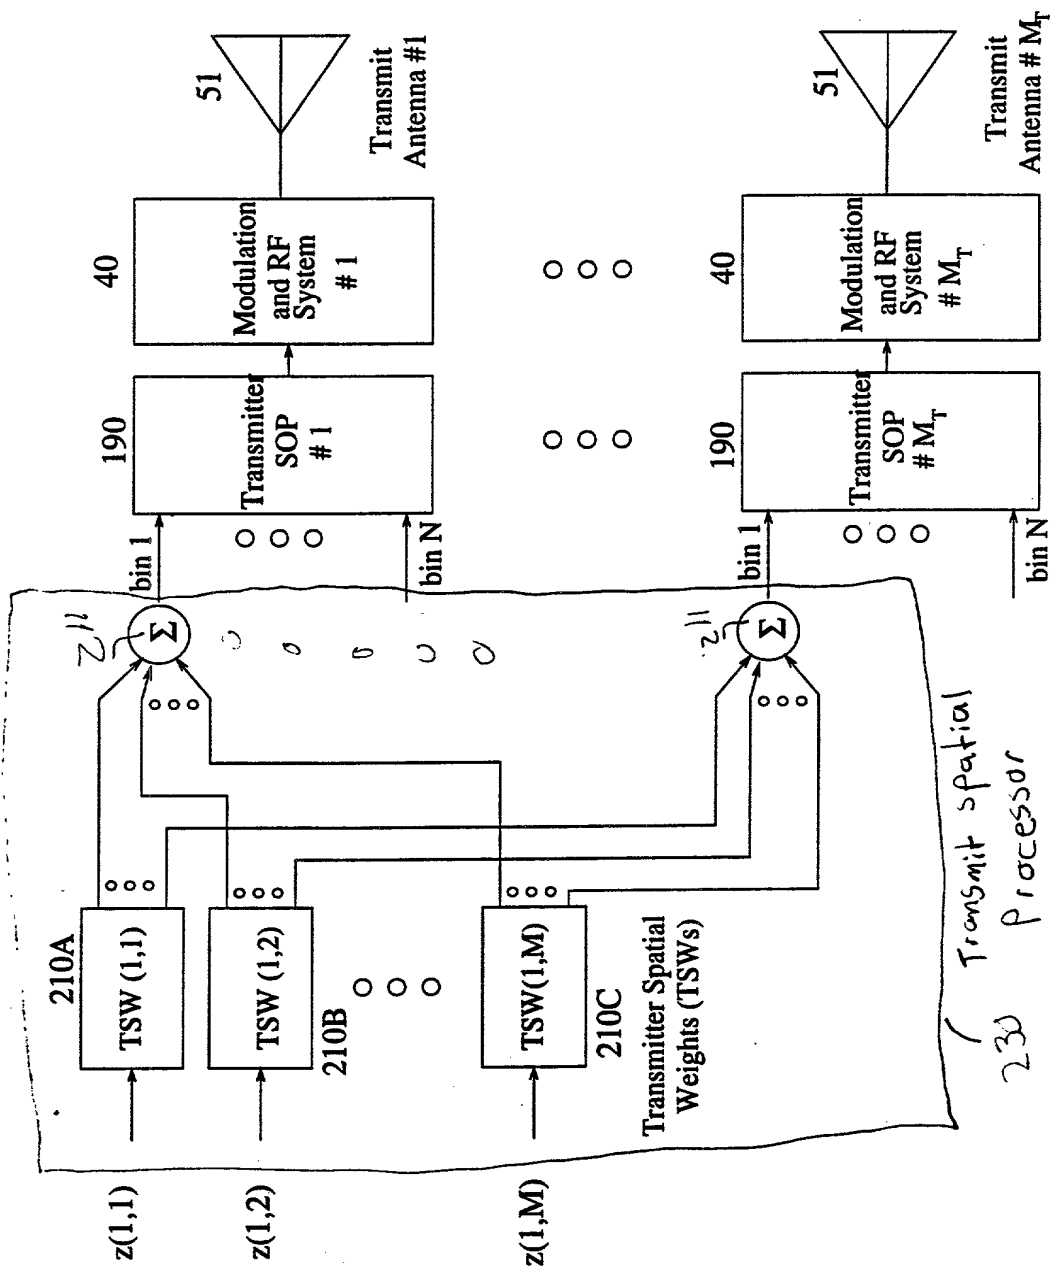 z(1,1)
z(1,2)
z(1,M)
210A
TSW (1,1)
TSW (1,2)
210B
TSW(1,M)
210C
Transmitter Spatial
Weights (TSWs)
230
Transmit spatial
Processor
211
Σ
211
Σ
bin 1
bin N
bin 1
bin N
190
Transmitter
SOP
# 1
190
Transmitter
SOP
# M_T
40
Modulation
and RF
System
# 1
40
Modulation
and RF
System
# M_T
51
Transmit
Antenna #1
51
Transmit
Antenna # M_T